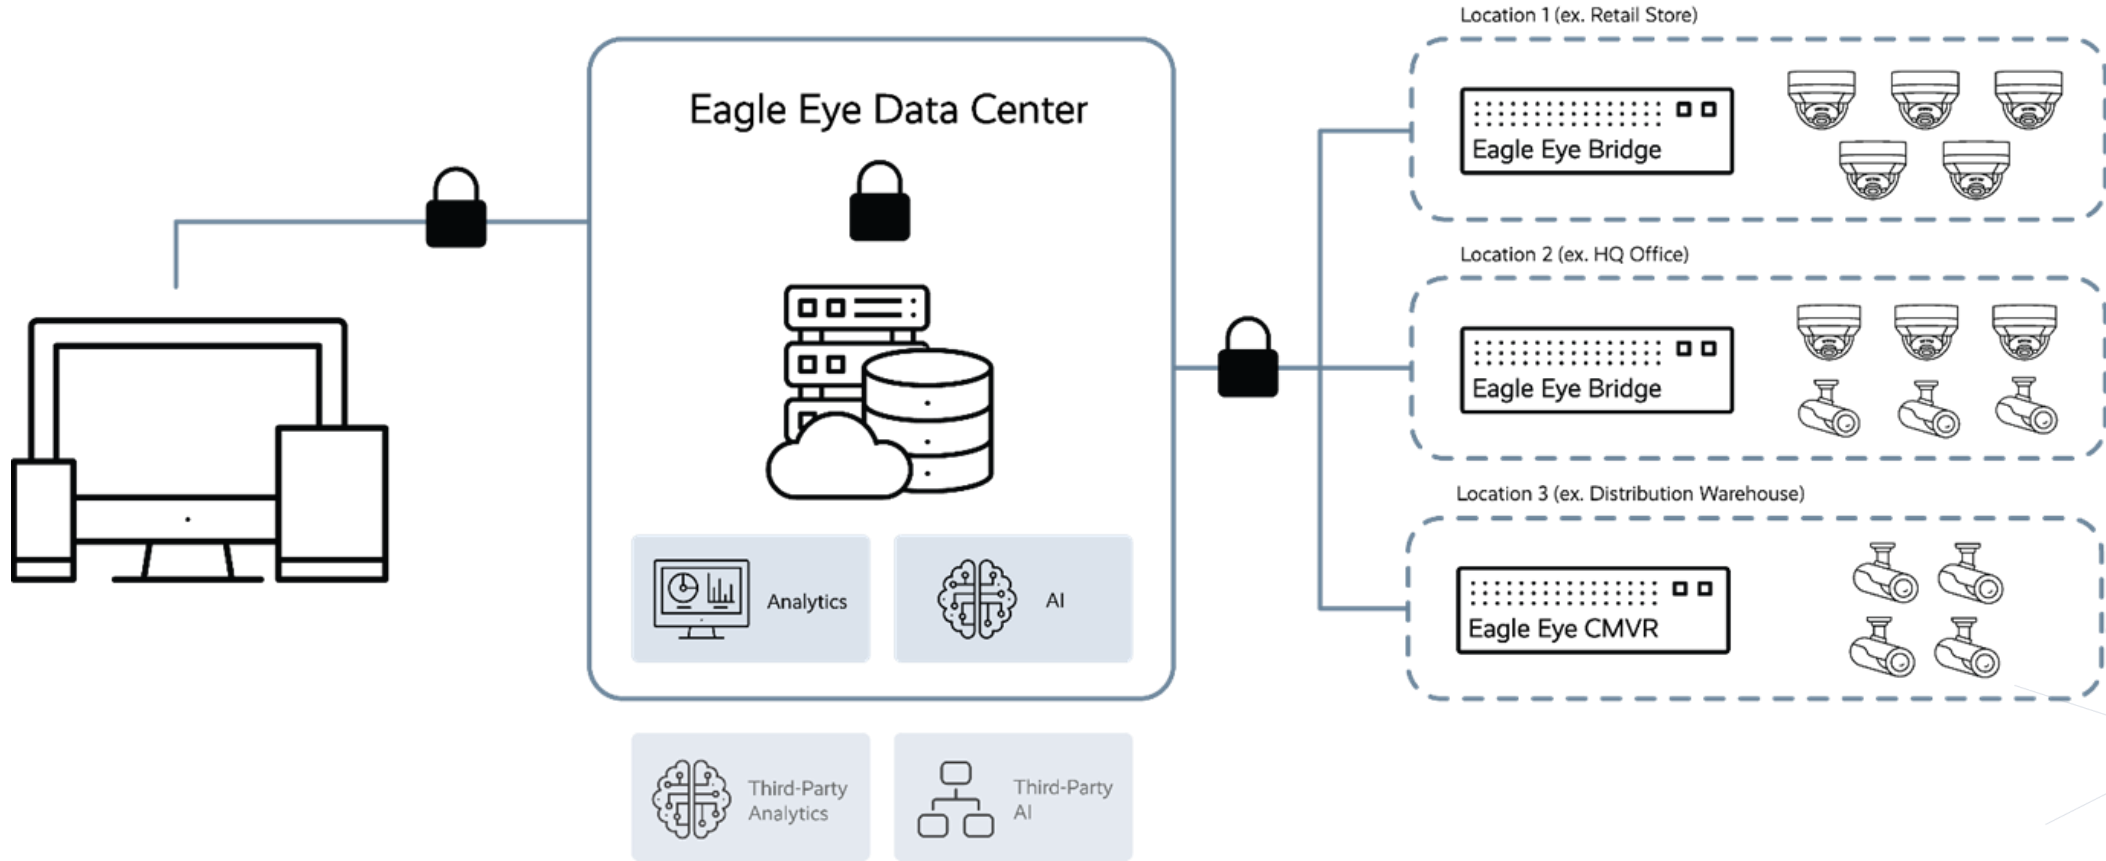 Location 1 (ex. Retail Store)
Eagle Eye Data Center
Eagle Eye Bridge
Location 2 (ex. HQ Office)
Eagle Eye Bridge
Location 3 (ex. Distribution Warehouse)
Eagle Eye CMVR
Analytics
AI
Third-Party
Analytics
Third-Party
AI